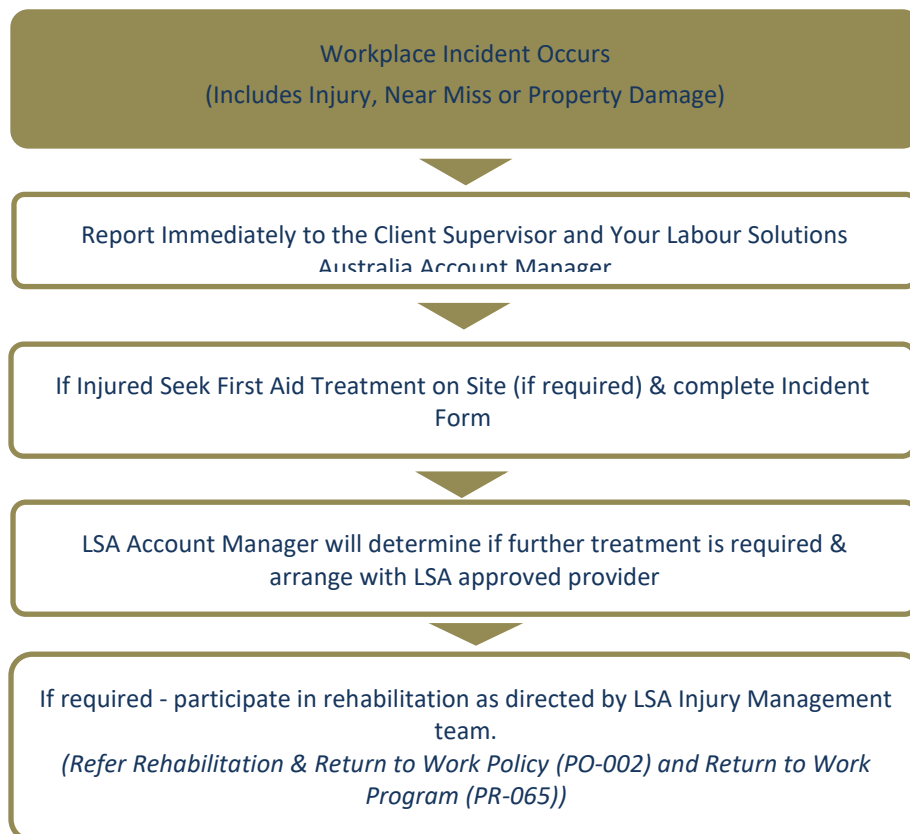 Workplace Incident Occurs
(Includes Injury, Near Miss or Property Damage)
Report Immediately to the Client Supervisor and Your Labour Solutions
Australia Account Manager
If Injured Seek First Aid Treatment on Site (if required) & complete Incident
Form
LSA Account Manager will determine if further treatment is required &
arrange with LSA approved provider
If required - participate in rehabilitation as directed by LSA Injury Management
team.
(Refer Rehabilitation & Return to Work Policy (PO-002) and Return to Work
Program (PR-065))